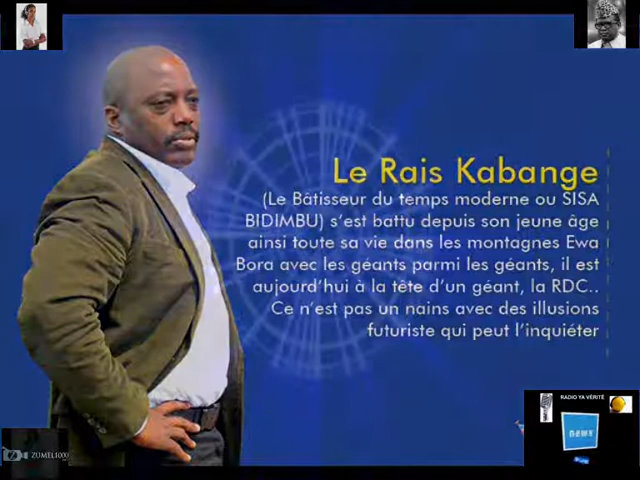 Le Rais Kabange
(Le Bâtisseur du temps moderne ou SISA
BIDIMBU) s'est battu depuis son jeune âge
ainsi toute sa vie dans les montagnes Ewa
Bora avec les géants parmi les géants, il est
aujourd'hui à la tête d'un géant, la RDC..
Ce n'est pas un nains avec des illusions
futuriste qui peut l'inquiéter
RADIO YA VÉRITÉ
news